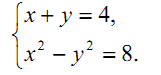 x + y = 4,
x² − y² = 8.